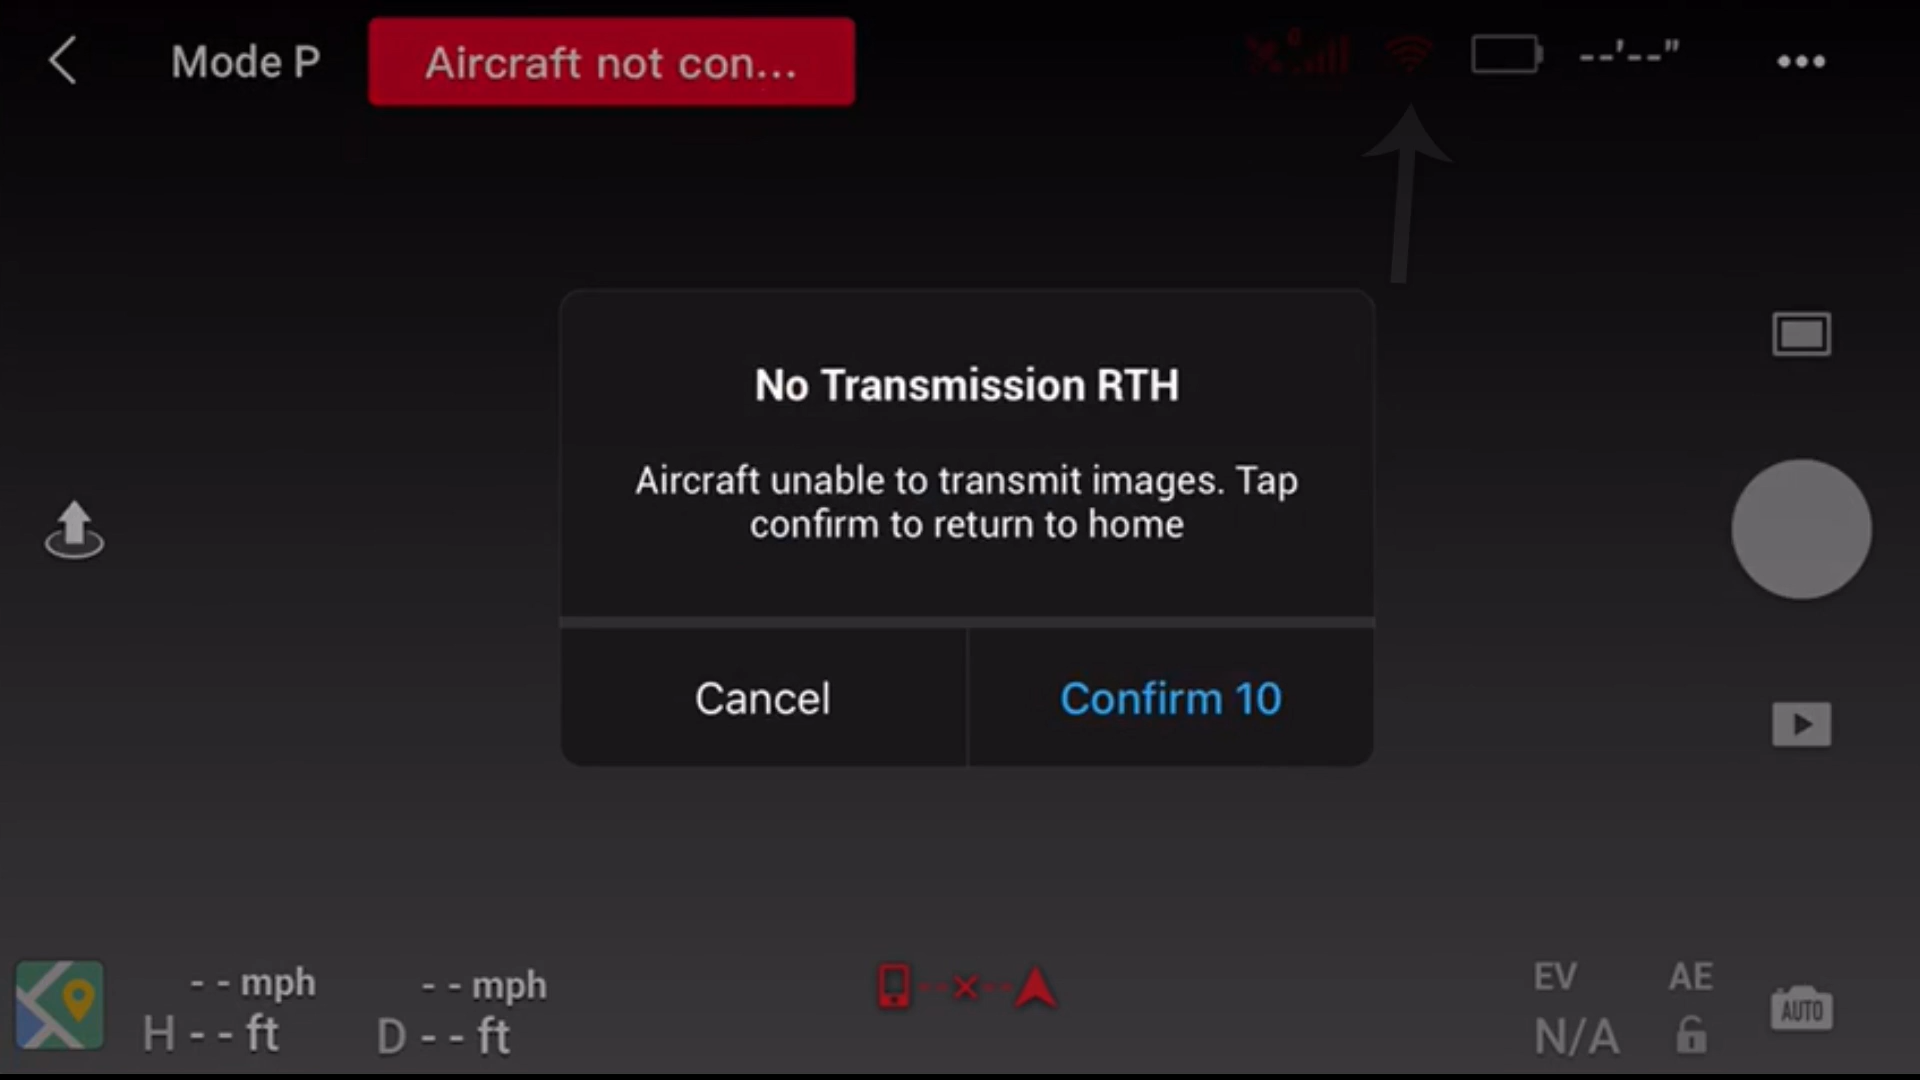 Mode P
Aircraft not con...
--'--"
No Transmission RTH
Aircraft unable to transmit images. Tap
confirm to return to home
Cancel
Confirm 10
- - mph
- - mph
H - - ft
D - - ft
EV
AE
N/A
AUTO